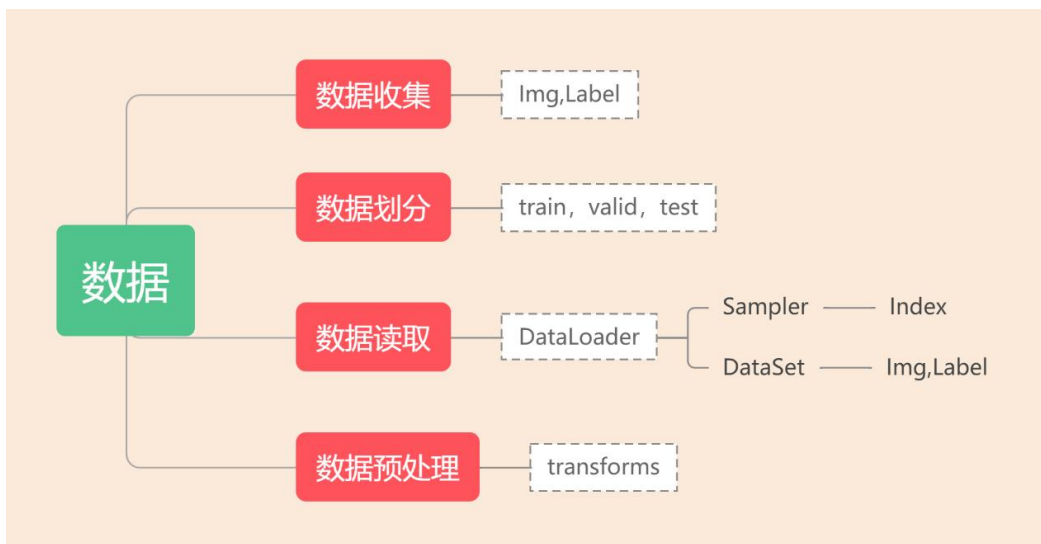 数据
数据收集
Img,Label
数据划分
train，valid，test
数据读取
DataLoader
Sampler
Index
DataSet
Img,Label
数据预处理
transforms